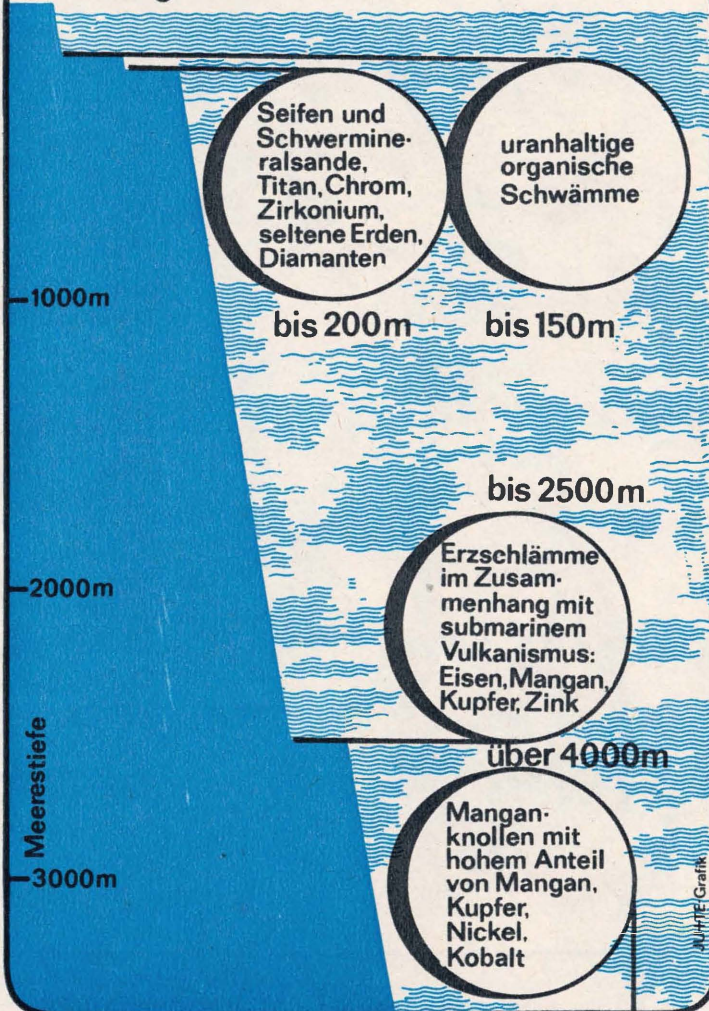 Seifen und
Schwermine-
ralsande,
Titan, Chrom,
Zirkonium,
seltene Erden,
Diamanten
uranhaltige
organische
Schwämme
1000m
bis 200m
bis 150m
bis 2500m
Erzschlämme
im Zusam-
menhang mit
submarinem
Vulkanismus:
Eisen, Mangan,
Kupfer, Zink
2000m
über 4000m
Meerestiefe
Mangan-
knollen mit
hohem Anteil
von Mangan,
Kupfer,
Nickel,
Kobalt
3000m
JU+TE-Grafik